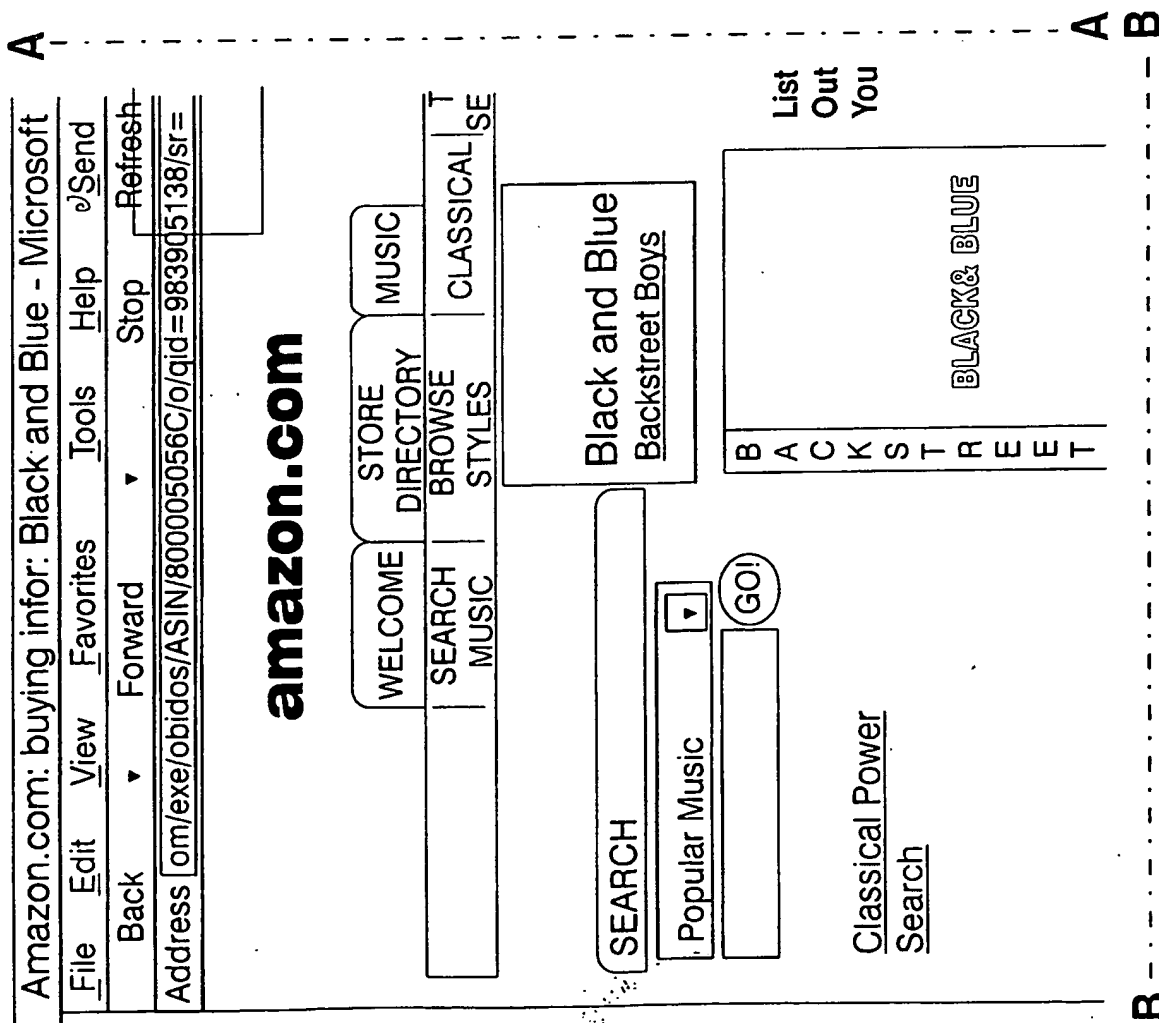 A
Amazon.com: buying infor: Black and Blue - Microsoft
File Edit View Favorites Tools Help Send
Back Forward Stop Refresh
Address om/exe/obidos/ASIN/800005056C/o/qid=983905138/sr=
amazon.com
WELCOME STORE DIRECTORY MUSIC
SEARCH MUSIC BROWSE STYLES CLASSICAL T SE
SEARCH
Popular Music
GO!
Classical Power
Search
Black and Blue
Backstreet Boys
BACKSTREET
BLACK& BLUE
List
Out
You
A
B
B